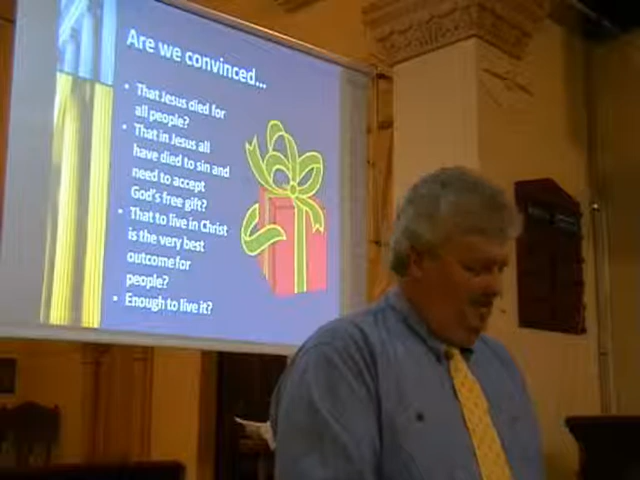 Are we convinced...
• That Jesus died for
all people?
• That in Jesus all
have died to sin and
need to accept
God's free gift?
• That to live in Christ
is the very best
outcome for
people?
• Enough to live it?